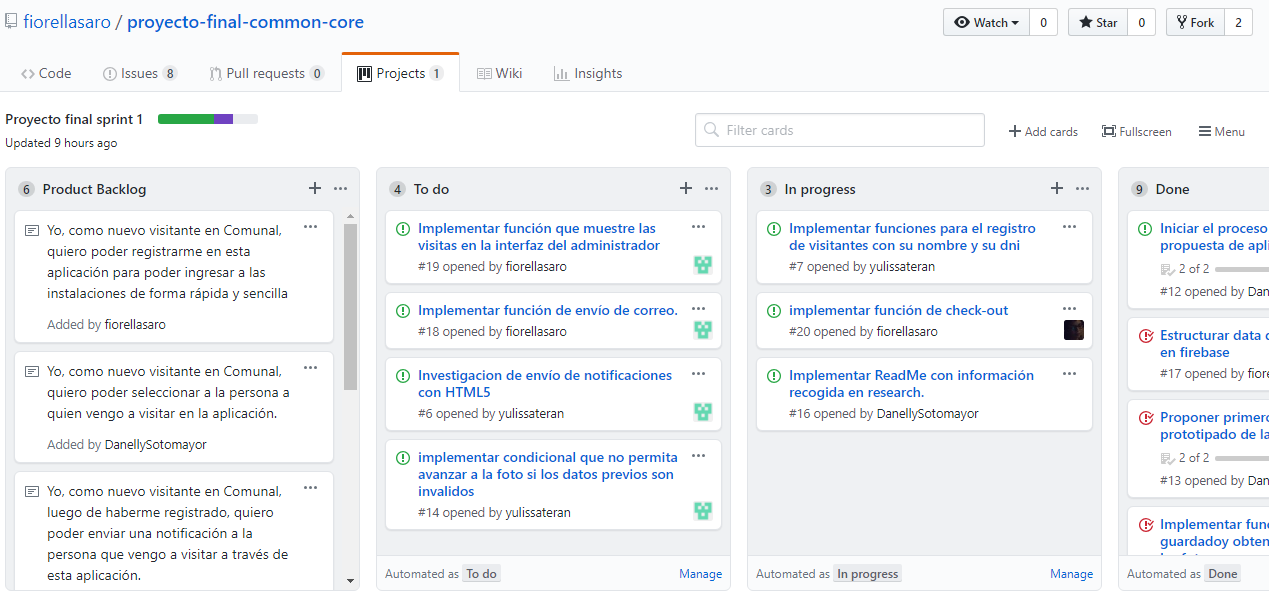 fiorellasaro / proyecto-final-common-core
Watch 0 Star 0 Fork 2
Code Issues 8 Pull requests 0 Projects 1 Wiki Insights
Proyecto final sprint 1
Updated 9 hours ago
Filter cards
Add cards Fullscreen Menu
6 Product Backlog
Yo, como nuevo visitante en Comunal,
quiero poder registrarme en esta
aplicación para poder ingresar a las
instalaciones de forma rápida y sencilla
Added by fiorellasaro
Yo, como nuevo visitante en Comunal,
quiero poder seleccionar a la persona a
quien vengo a visitar en la aplicación.
Added by DanellySotomayor
Yo, como nuevo visitante en Comunal,
luego de haberme registrado, quiero
poder enviar una notificación a la
persona que vengo a visitar a través de
esta aplicación.
4 To do
Implementar función que muestre las
visitas en la interfaz del administrador
#19 opened by fiorellasaro
Implementar función de envío de correo.
#18 opened by fiorellasaro
Investigacion de envío de notificaciones
con HTML5
#6 opened by yulissateran
implementar condicional que no permita
avanzar a la foto si los datos previos son
invalidos
#14 opened by yulissateran
Automated as To do Manage
3 In progress
Implementar funciones para el registro
de visitantes con su nombre y su dni
#7 opened by yulissateran
implementar función de check-out
#20 opened by fiorellasaro
Implementar ReadMe con información
recogida en research.
#16 opened by DanellySotomayor
Automated as In progress Manage
9 Done
Iniciar el proceso
propuesta de apli
2 of 2
#12 opened by Dan
Estructurar data d
en firebase
#17 opened by fiore
Proponer primero
prototipado de la
2 of 2
#13 opened by Dan
Implementar fun
guardadoy obten
Automated as Done